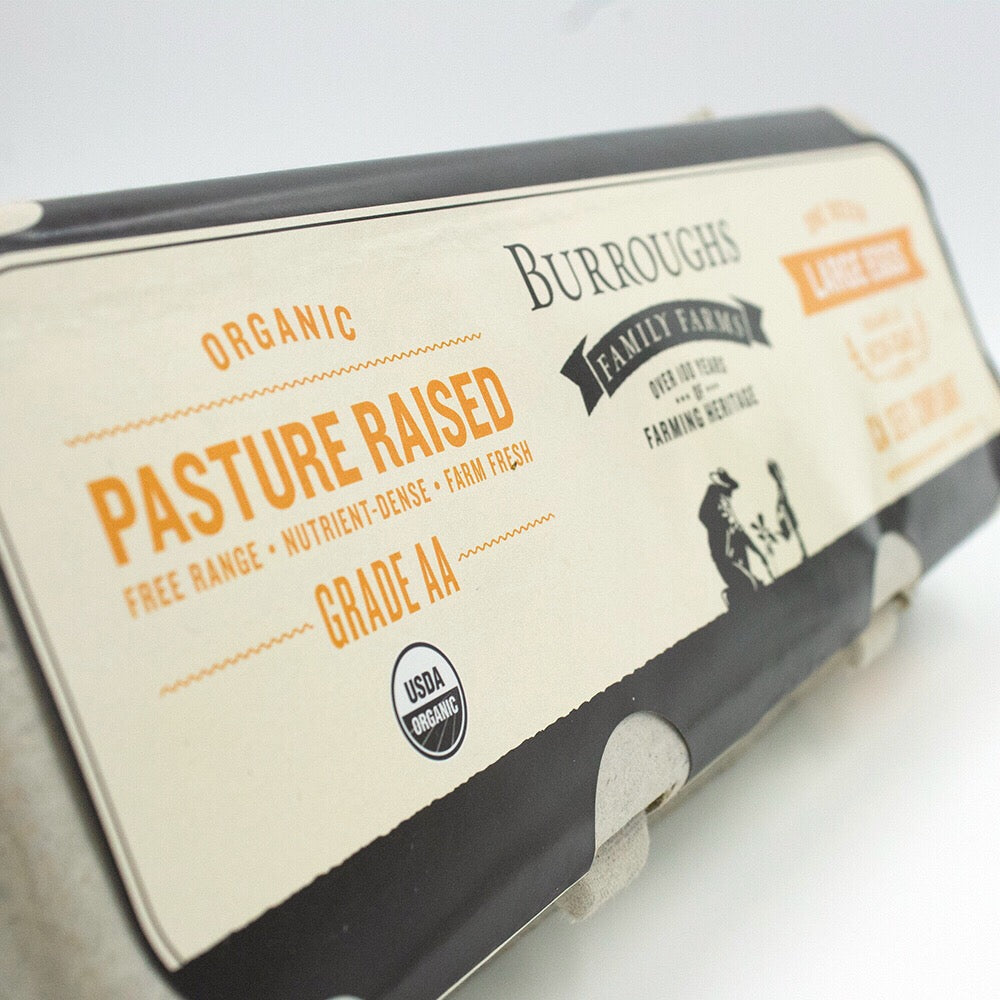 ORGANIC
PASTURE RAISED
FREE RANGE • NUTRIENT-DENSE • FARM FRESH
GRADE AA
USDA
ORGANIC
BURROUGHS
FAMILY FARMS
OVER 100 YEARS
OF
FARMING HERITAGE
LARGE EGGS